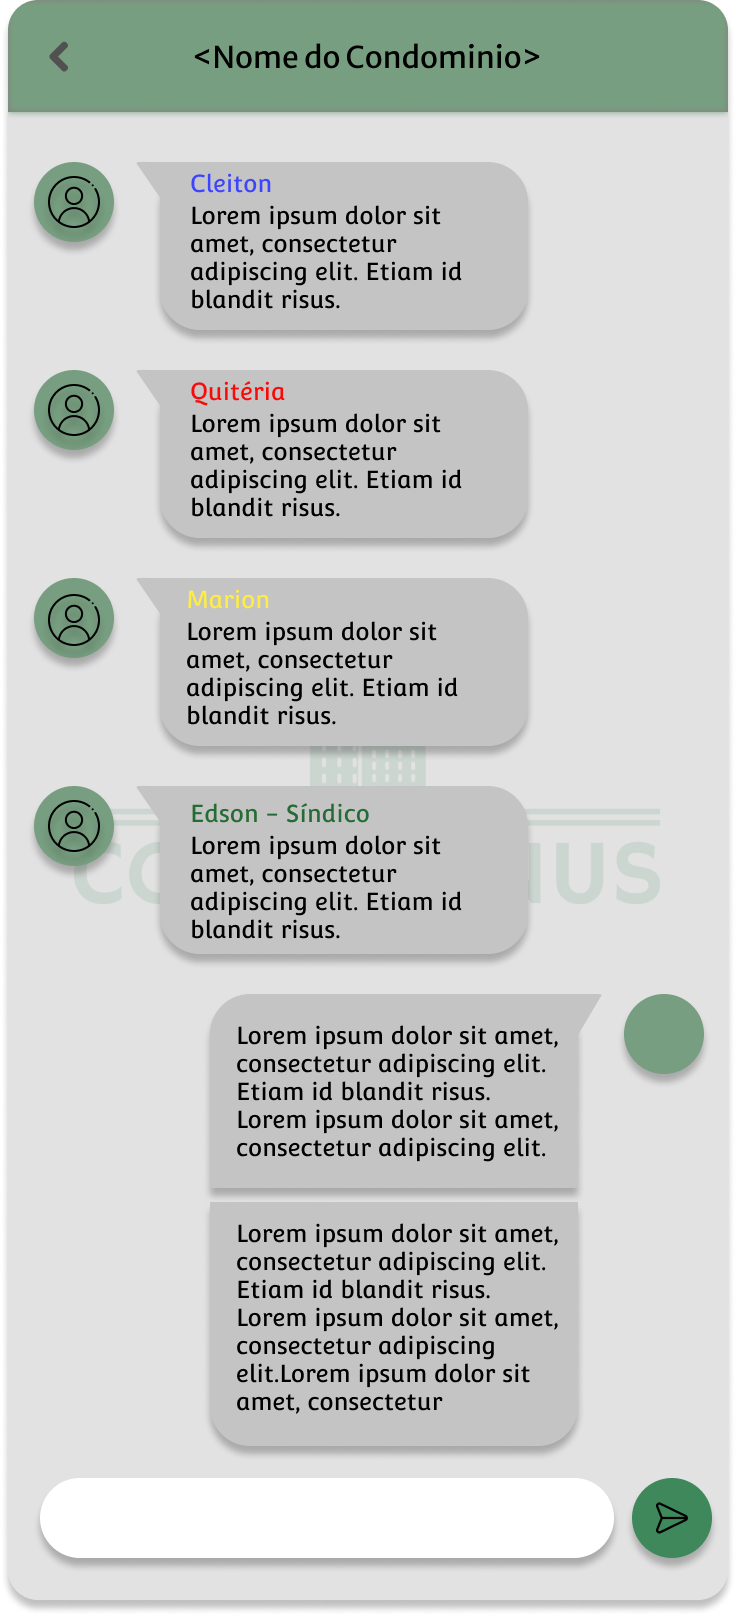 <Nome do Condominio>
Cleiton
Lorem ipsum dolor sit
amet, consectetur
adipiscing elit. Etiam id
blandit risus.
Quitéria
Lorem ipsum dolor sit
amet, consectetur
adipiscing elit. Etiam id
blandit risus.
Marion
Lorem ipsum dolor sit
amet, consectetur
adipiscing elit. Etiam id
blandit risus.
Edson - Síndico
Lorem ipsum dolor sit
amet, consectetur
adipiscing elit. Etiam id
blandit risus.
Lorem ipsum dolor sit amet,
consectetur adipiscing elit.
Etiam id blandit risus.
Lorem ipsum dolor sit amet,
consectetur adipiscing elit.
Lorem ipsum dolor sit amet,
consectetur adipiscing elit.
Etiam id blandit risus.
Lorem ipsum dolor sit amet,
consectetur adipiscing
elit.Lorem ipsum dolor sit
amet, consectetur